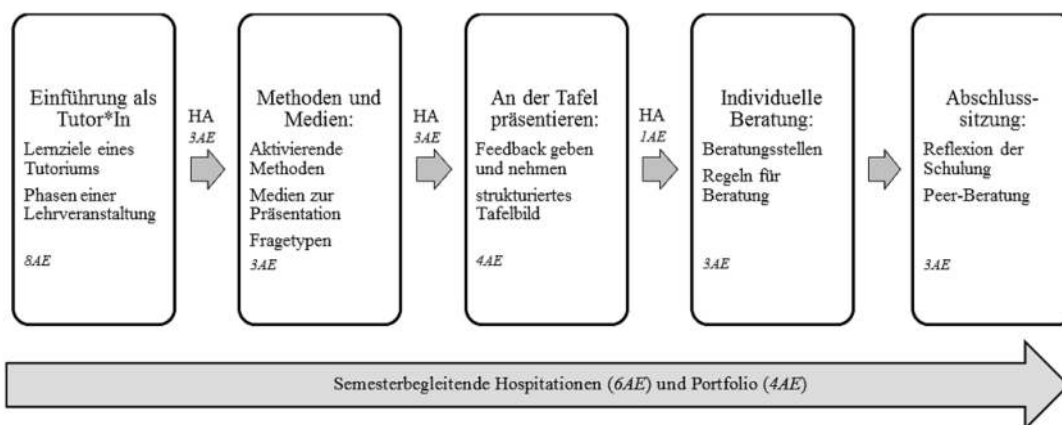 Einführung als
Tutor*In
Lernziele eines
Tutoriums
Phasen einer
Lehrveranstaltung
8AE
HA
3AE
Methoden und
Medien:
Aktivierende
Methoden
Medien zur
Präsentation
Fragetypen
3AE
HA
3AE
An der Tafel
präsentieren:
Feedback geben
und nehmen
strukturiertes
Tafelbild
4AE
HA
1AE
Individuelle
Beratung:
Beratungsstellen
Regeln für
Beratung
3AE
Abschluss-
sitzung:
Reflexion der
Schulung
Peer-Beratung
3AE
Semesterbegleitende Hospitationen (6AE) und Portfolio (4AE)